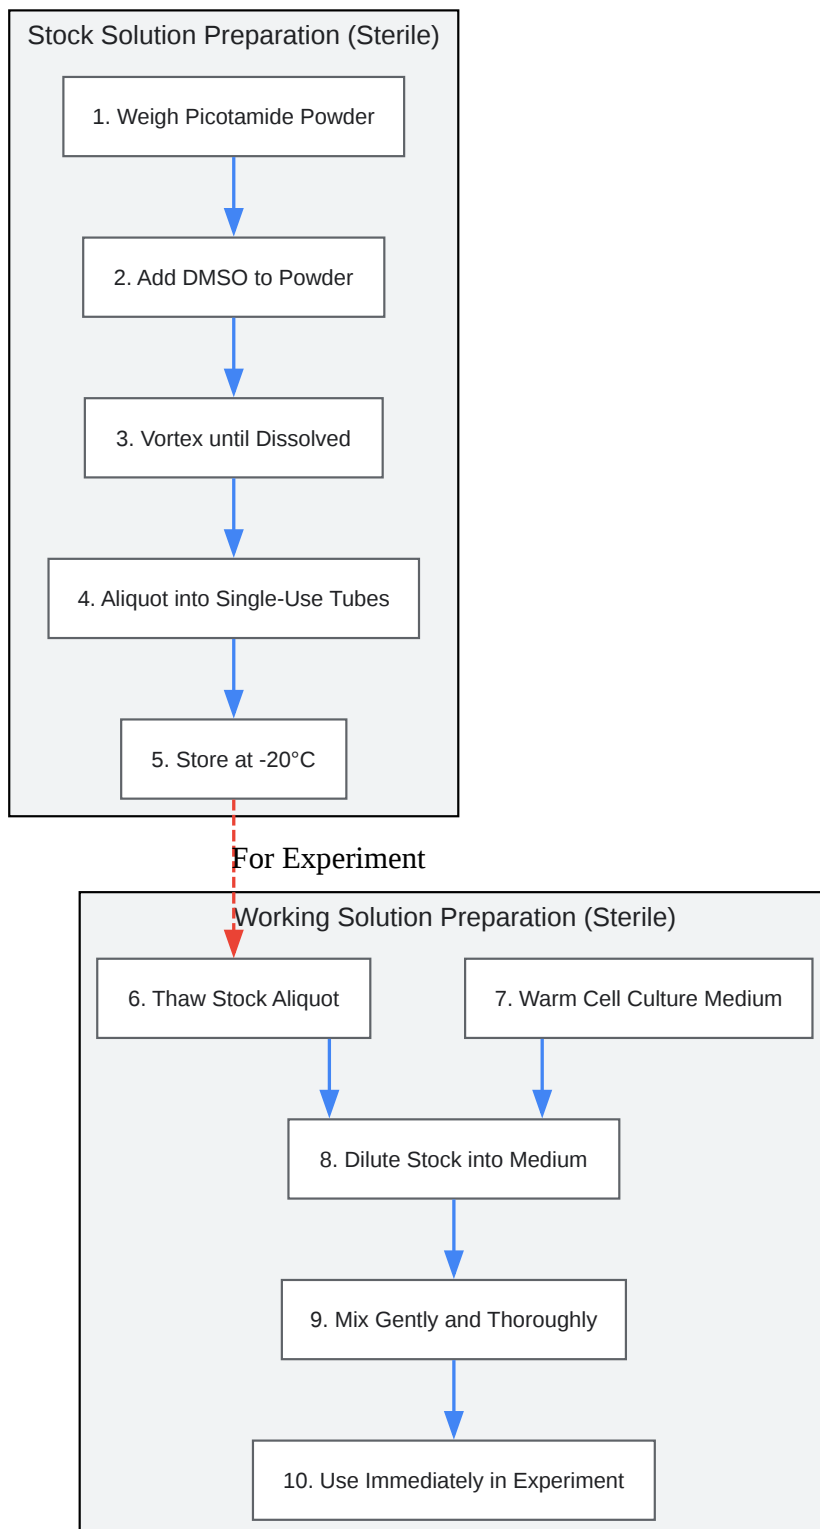 Stock Solution Preparation (Sterile)
1. Weigh Picotamide Powder
2. Add DMSO to Powder
3. Vortex until Dissolved
4. Aliquot into Single-Use Tubes
5. Store at -20°C
For Experiment
Working Solution Preparation (Sterile)
6. Thaw Stock Aliquot
7. Warm Cell Culture Medium
8. Dilute Stock into Medium
9. Mix Gently and Thoroughly
10. Use Immediately in Experiment